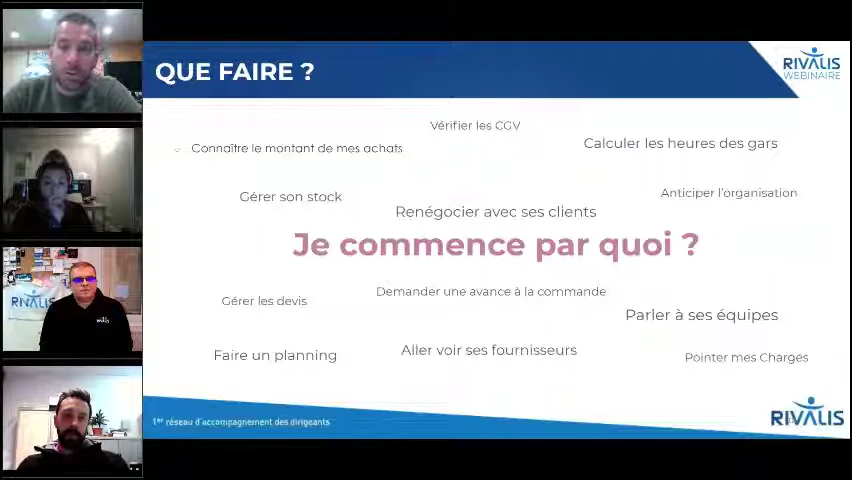 QUE FAIRE ?
RIVALIS
WEBINAIRE
Vérifier les CGV
Calculer les heures des gars
Connaître le montant de mes achats
Gérer son stock
Anticiper l'organisation
Renégocier avec ses clients
Je commence par quoi ?
Gérer les devis
Demander une avance à la commande
Parler à ses équipes
Faire un planning
Aller voir ses fournisseurs
Pointer mes Charges
1er réseau d'accompagnement des dirigeants
RIVALIS
RIVALIS